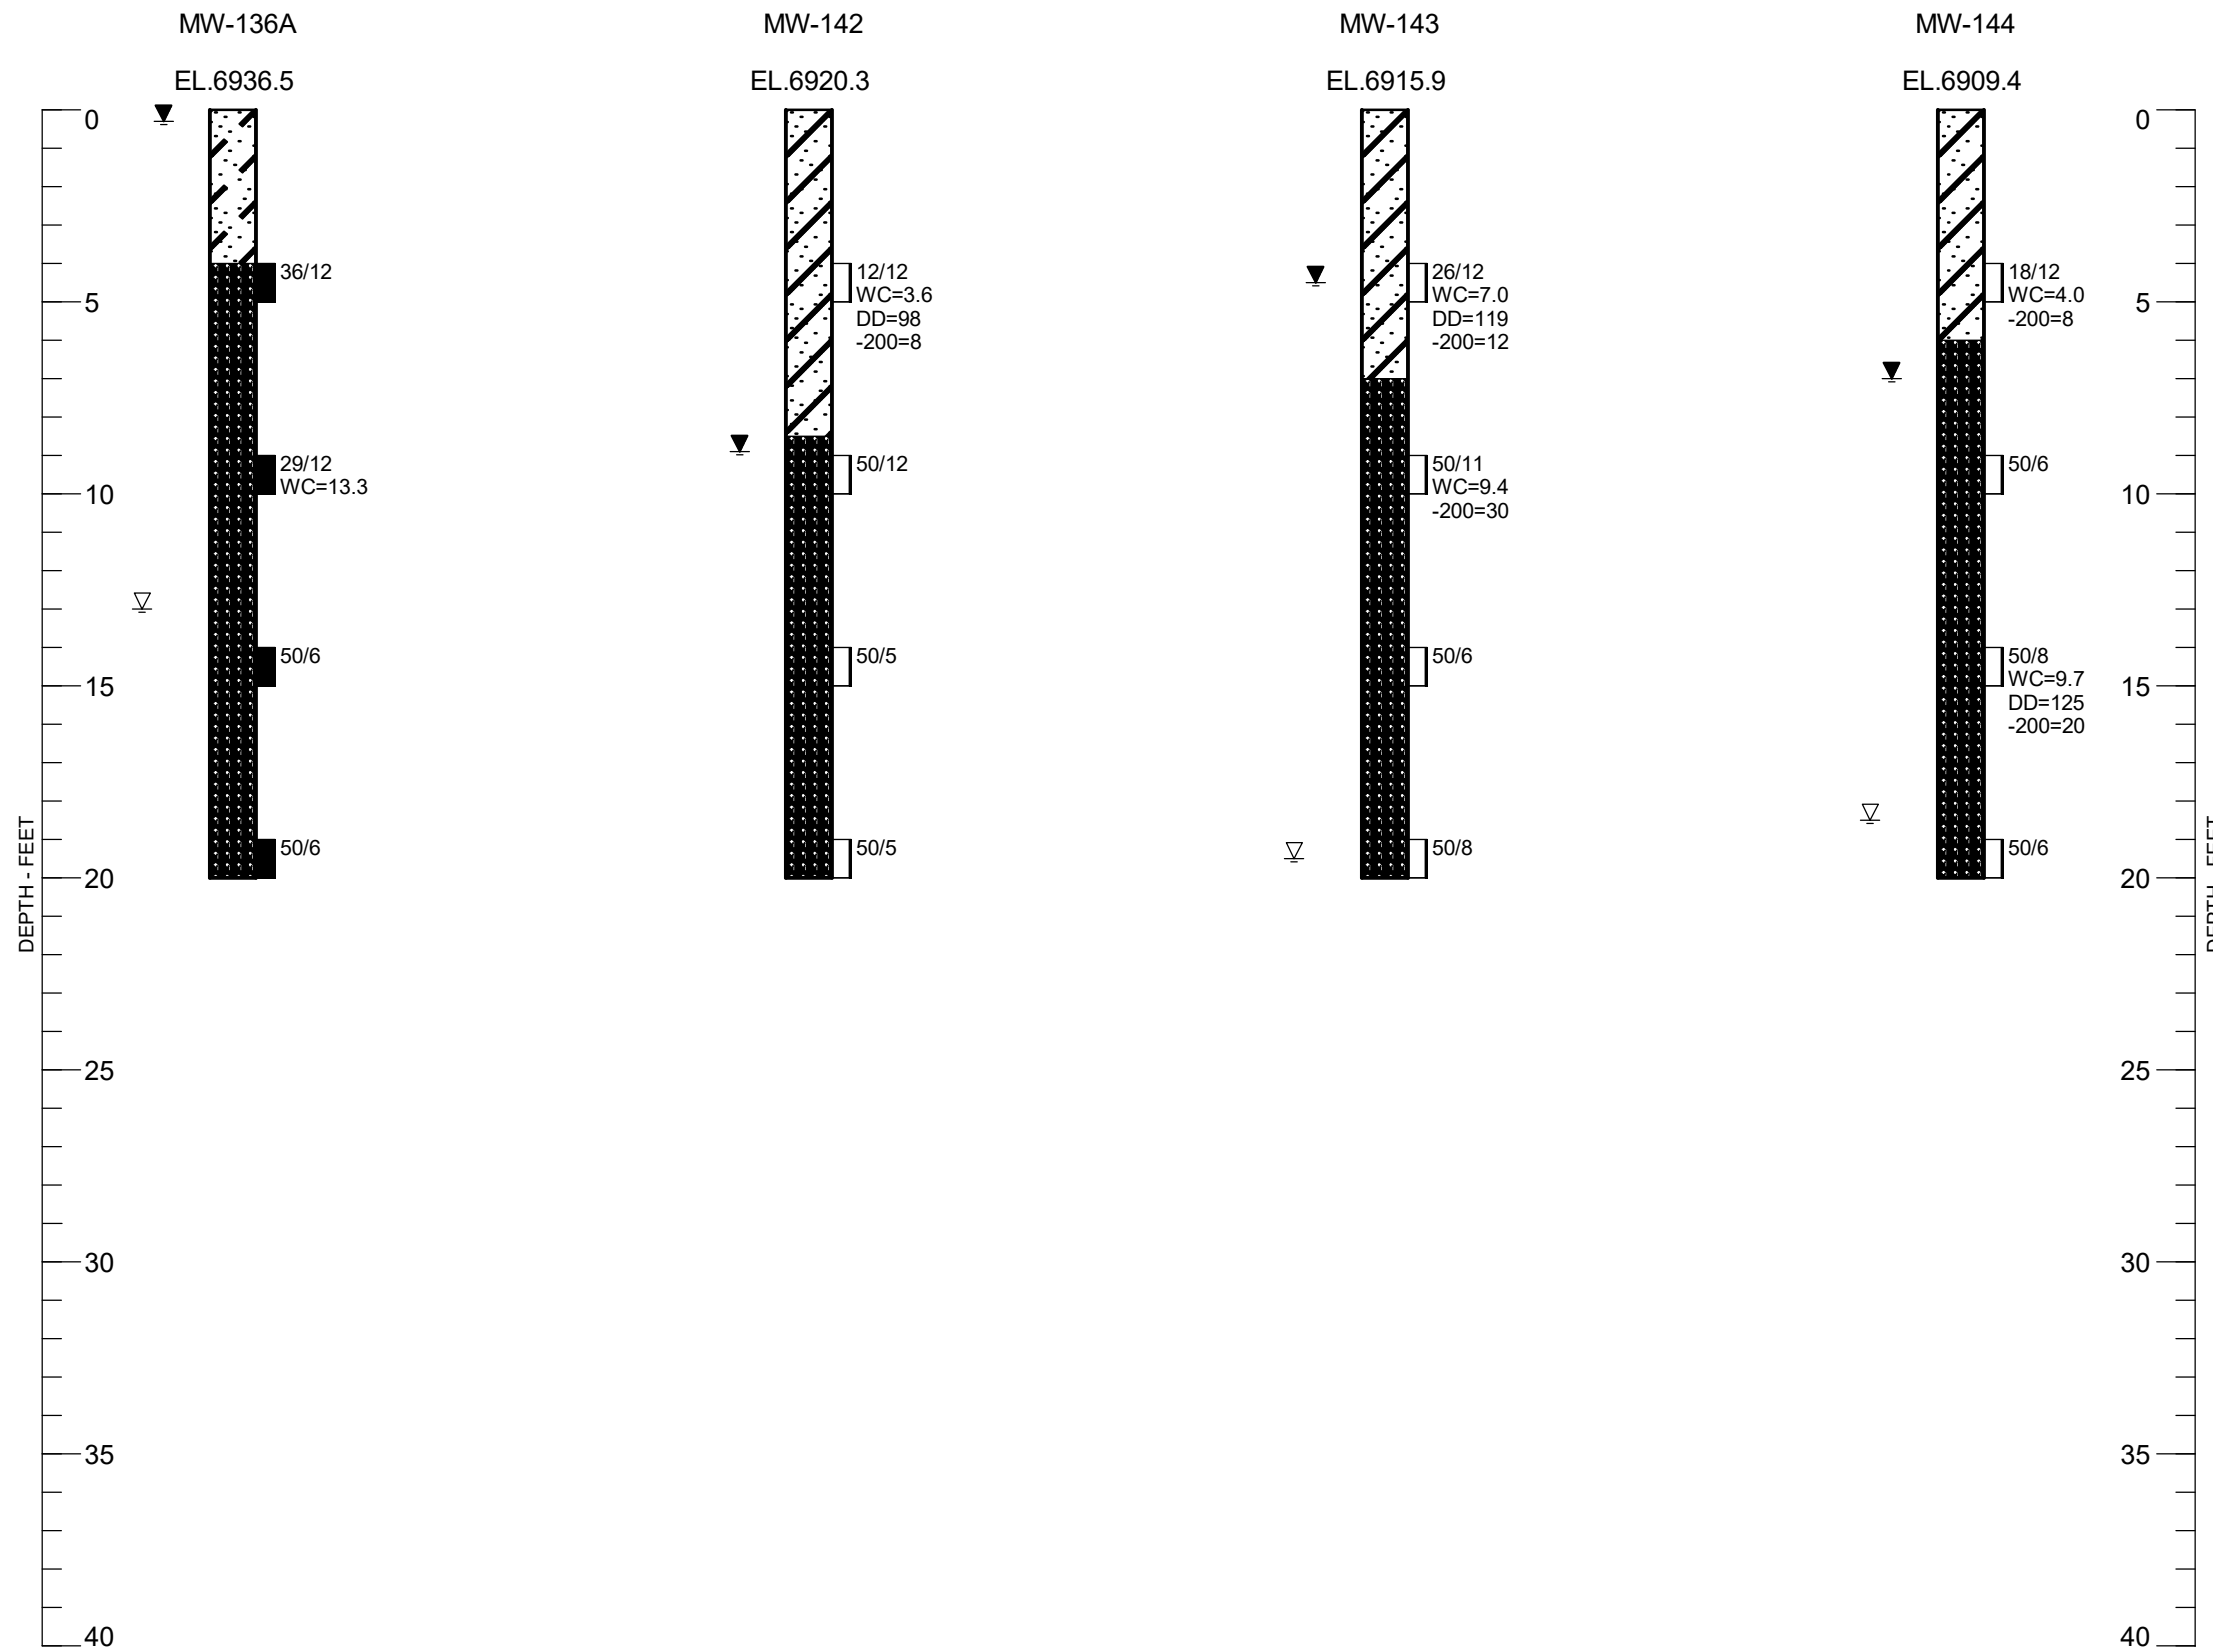 MW-136A
EL.6936.5
MW-142
EL.6920.3
MW-143
EL.6915.9
MW-144
EL.6909.4
DEPTH - FEET
0
5
10
15
20
25
30
35
40
36/12
29/12
WC=13.3
50/6
50/6
12/12
WC=3.6
DD=98
-200=8
50/12
50/5
50/5
26/12
WC=7.0
DD=119
-200=12
50/11
WC=9.4
-200=30
50/6
50/8
18/12
WC=4.0
-200=8
50/6
50/8
WC=9.7
DD=125
-200=20
50/6
0
5
10
15
20
25
30
35
40
DEPTH - FEET